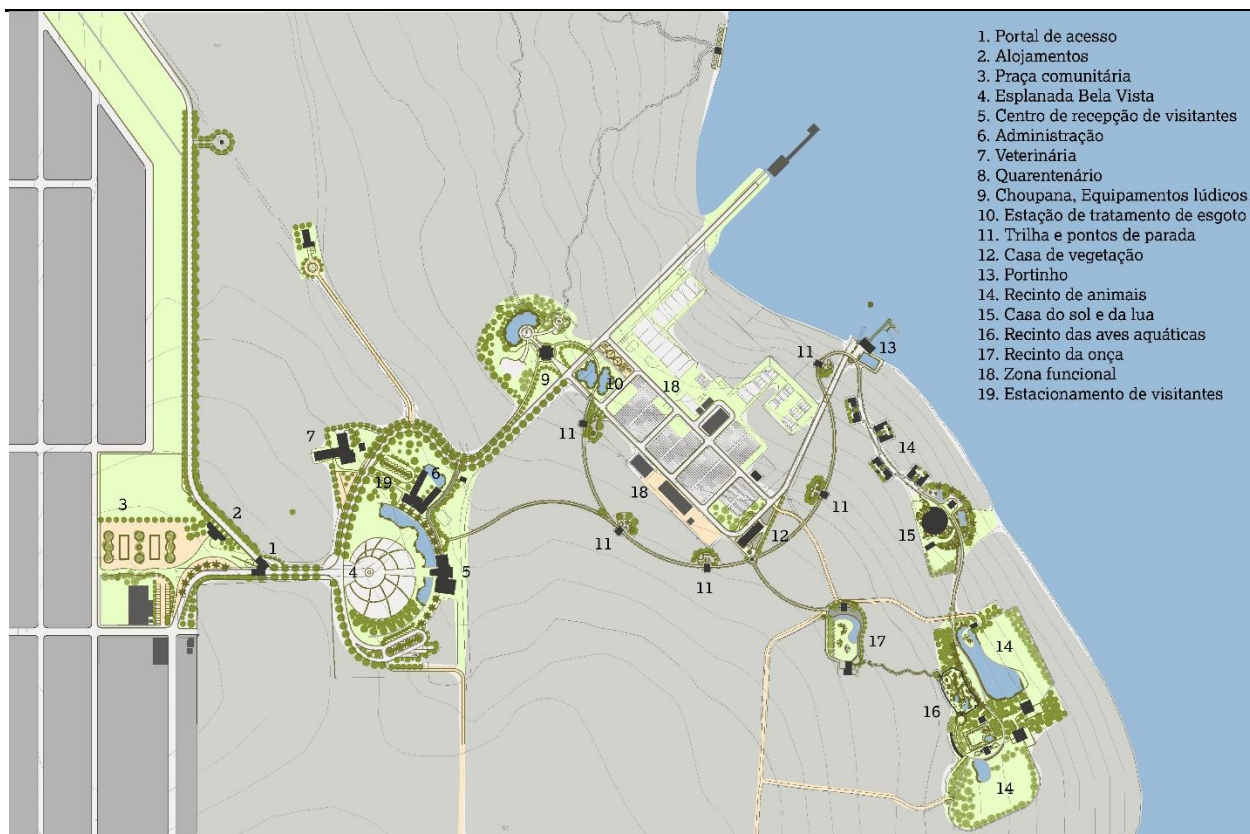 1. Portal de acesso
2. Alojamentos
3. Praça comunitária
4. Esplanada Bela Vista
5. Centro de recepção de visitantes
6. Administração
7. Veterinária
8. Quarentenário
9. Choupana, Equipamentos lúdicos
10. Estação de tratamento de esgoto
11. Trilha e pontos de parada
12. Casa de vegetação
13. Portinho
14. Recinto de animais
15. Casa do sol e da lua
16. Recinto das aves aquáticas
17. Recinto da onça
18. Zona funcional
19. Estacionamento de visitantes
13
11
9
10
18
11
14
7
6
19
3
18
11
2
12
15
11
1
4
5
11
17
14
16
14